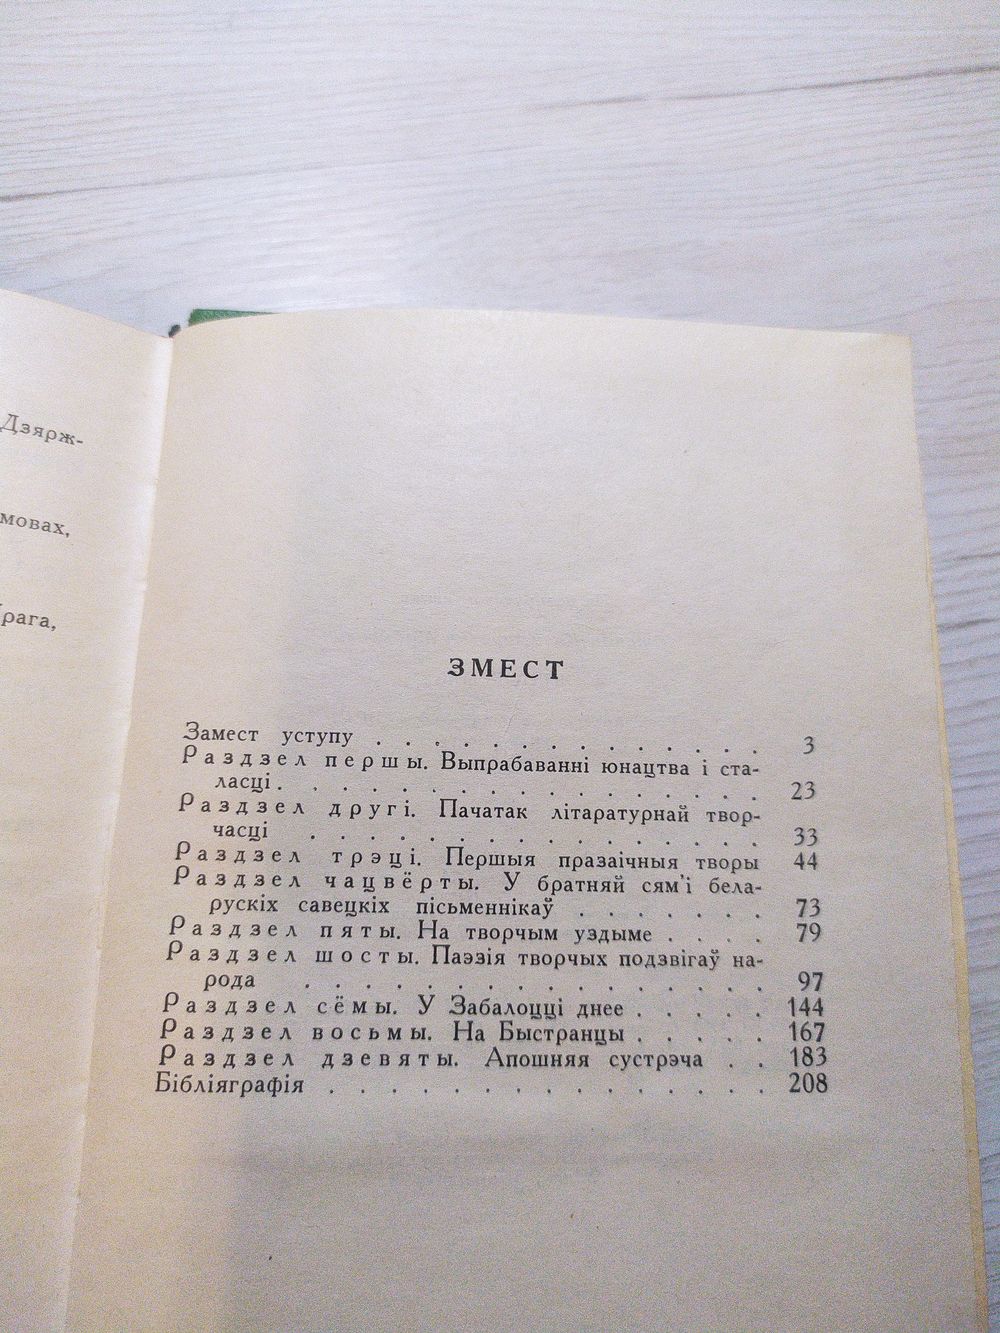 Дзярж-
мовах,
ЗМЕСТ
Замест уступу . . . . . . . . . . . . . . 3
Раздзел першы. Выпрабаванні юнацтва і ста-
ласці . . . . . . . . . . . . . . . . . 23
Раздзел другі. Пачатак літаратурнай твор-
часці . . . . . . . . . . . . . . . . 33
Раздзел трэці. Першыя празаічныя творы 44
Раздзел чацвёрты. У братняй сям'і бела-
рускіх савецкіх пісьменнікаў . . . . . . . 73
Раздзел пяты. На творчым уздыме . . . . 79
Раздзел шосты. Паэзія творчых подзвігаў на-
рода . . . . . . . . . . . . . . . . . 97
Раздзел сёмы. У Забалоцці днее . . . . . 144
Раздзел восьмы. На Быстранцы . . . . . 167
Раздзел дзевяты. Апошняя сустрэча . . 183
Бібліяграфія . . . . . . . . . . . . . . . 208